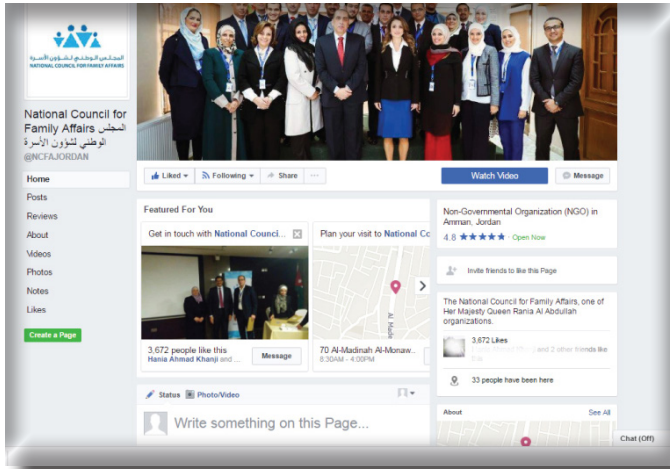 المجلس الوطني لشؤون الأسرة
NATIONAL COUNCIL FOR FAMILY AFFAIRS
National Council for
Family Affairs المجلس
الوطني لشؤون الأسرة
@NCFAJORDAN
Home
Posts
Reviews
About
Videos
Photos
Notes
Likes
Create a Page
Liked
Following
Share
Watch Video
Message
Featured For You
Get in touch with National Counci...
3,672 people like this
Hania Ahmad Khanji and ...
Message
Plan your visit to National Co
Al Made
70 Al-Madinah Al-Monaw..
8:30AM - 4:00PM
Status
Photo/Video
Write something on this Page...
Non-Governmental Organization (NGO) in
Amman, Jordan
4.8 ★★★★★ · Open Now
Invite friends to like this Page
The National Council for Family Affairs, one of
Her Majesty Queen Rania Al Abdullah
organizations.
3,672 Likes
and 2 other friends like
this
33 people have been here
About
See All
Chat (Off)